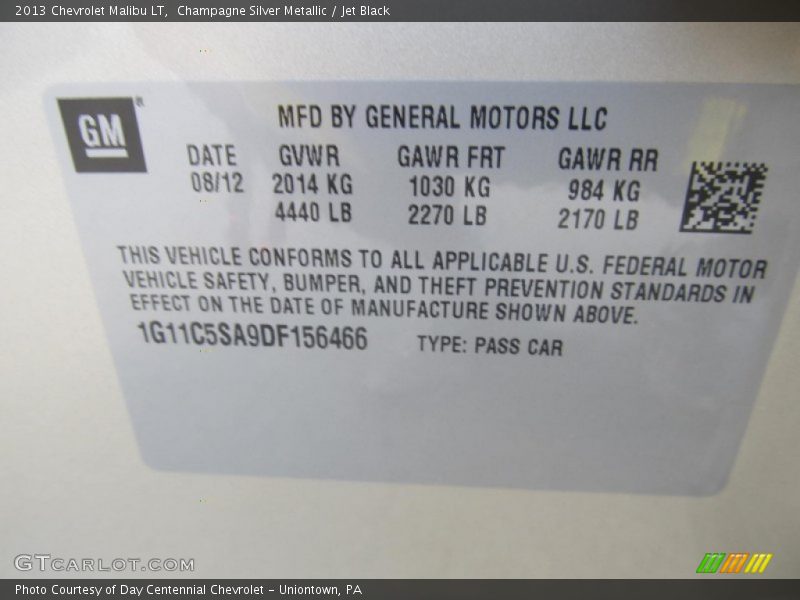 2013 Chevrolet Malibu LT, Champagne Silver Metallic / Jet Black
GM®
MFD BY GENERAL MOTORS LLC
DATE GVWR GAWR FRT GAWR RR
08/12 2014 KG 1030 KG 984 KG
4440 LB 2270 LB 2170 LB
THIS VEHICLE CONFORMS TO ALL APPLICABLE U.S. FEDERAL MOTOR
VEHICLE SAFETY, BUMPER, AND THEFT PREVENTION STANDARDS IN
EFFECT ON THE DATE OF MANUFACTURE SHOWN ABOVE.
1G11C5SA9DF156466 TYPE: PASS CAR
GTCARLOT.COM
Photo Courtesy of Day Centennial Chevrolet - Uniontown, PA